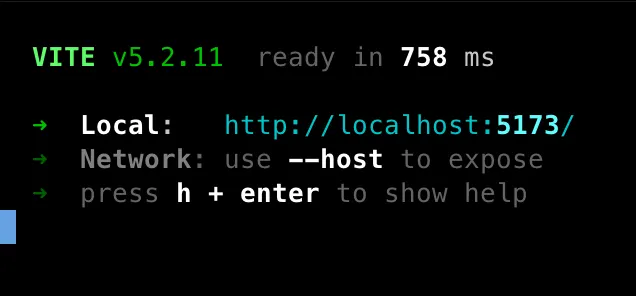 VITE v5.2.11 ready in 758 ms
➜ Local: http://localhost:5173/
➜ Network: use --host to expose
➜ press h + enter to show help